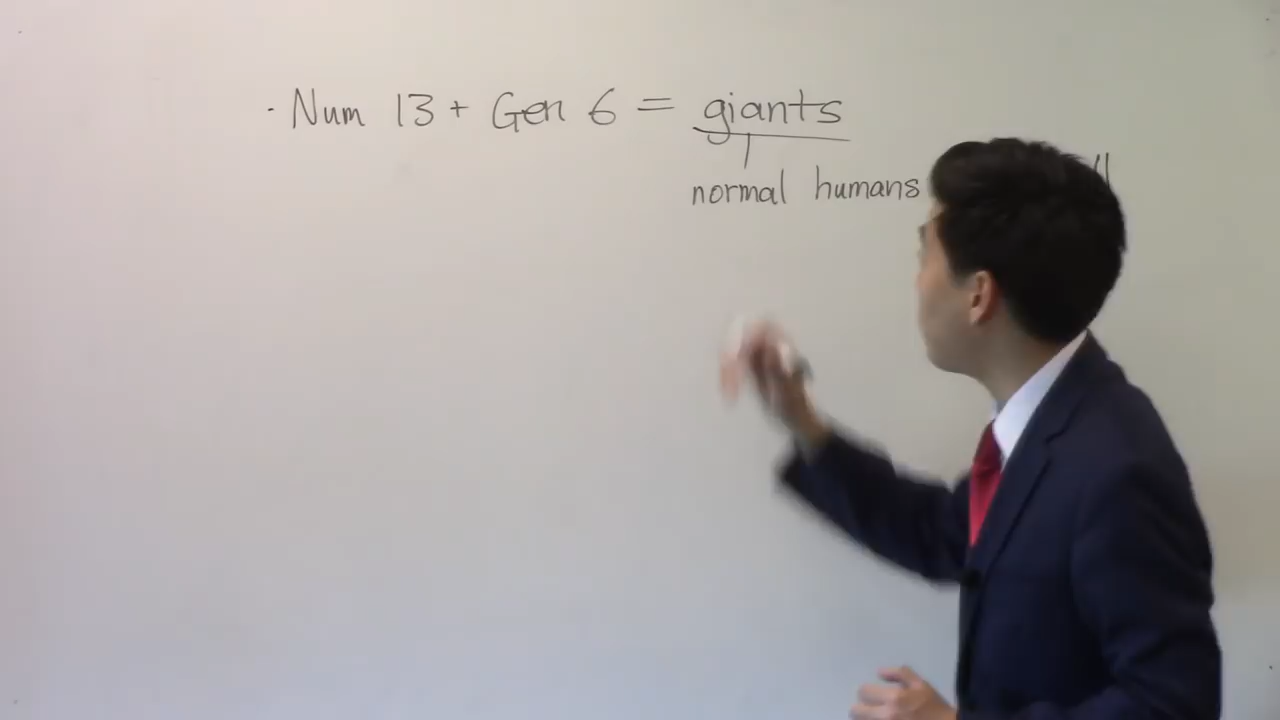 · Num 13 + Gen 6 = giants
normal humans